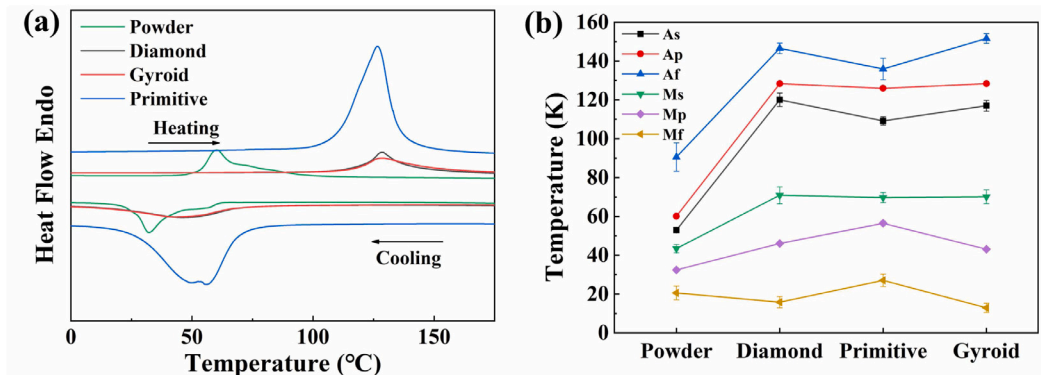 (a)
Powder
Diamond
Gyroid
Primitive
Heating
Cooling
Heat Flow Endo
0 50 100 150
Temperature (℃)
(b)
As
Ap
Af
Ms
Mp
Mf
160
140
120
100
80
60
40
20
0
Temperature (K)
Powder Diamond Primitive Gyroid